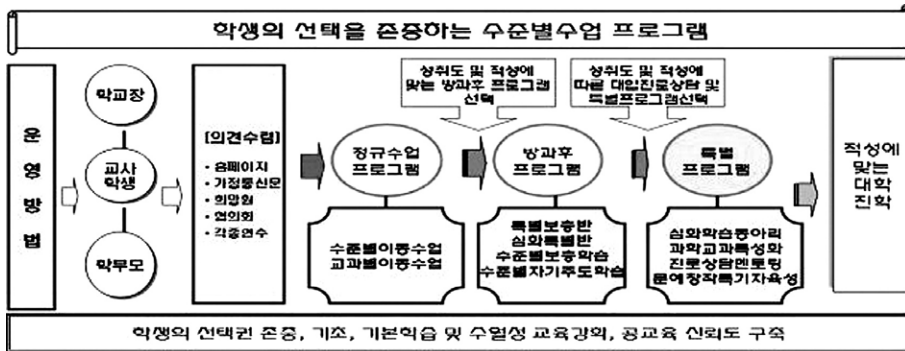 학생의 선택을 존중하는 수준별수업 프로그램
운
영
방
법
학교장
교사
학생
학부모
[의견수렴]
• 홈페이지
• 가정통신문
• 희망원
• 협의회
• 각종연수
성취도 및 적성에
맞는 방과후 프로그램
선택
성취도 및 적성에
따른 대입진로상담 및
특별프로그램선택
정규수업
프로그램
방과후
프로그램
특별
프로그램
수준별이동수업
교과별이동수업
특별보충반
심화특별반
수준별보충학습
수준별자기주도학습
심화학습동아리
과학교과특성화
진로상담멘토링
문예창작특기자육성
적성에
맞는
대학
진학
학생의 선택권 존중, 기초, 기본학습 및 수월성 교육강화, 공교육 신뢰도 구축